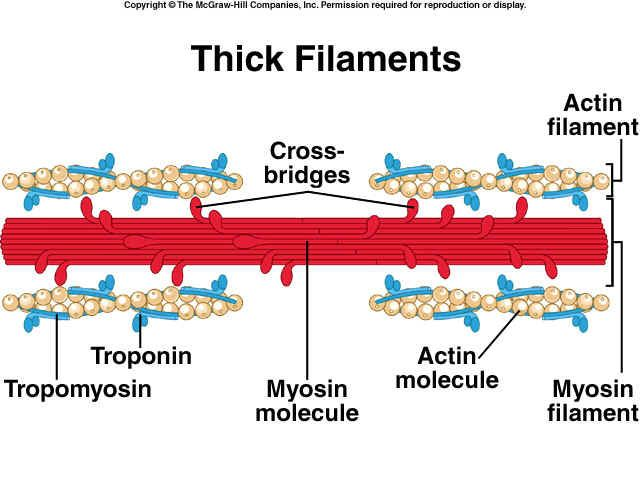 Copyright © The McGraw-Hill Companies, Inc. Permission required for reproduction or display.
Thick Filaments
Actin
filament
Cross-
bridges
Troponin
Tropomyosin
Myosin
molecule
Actin
molecule
Myosin
filament